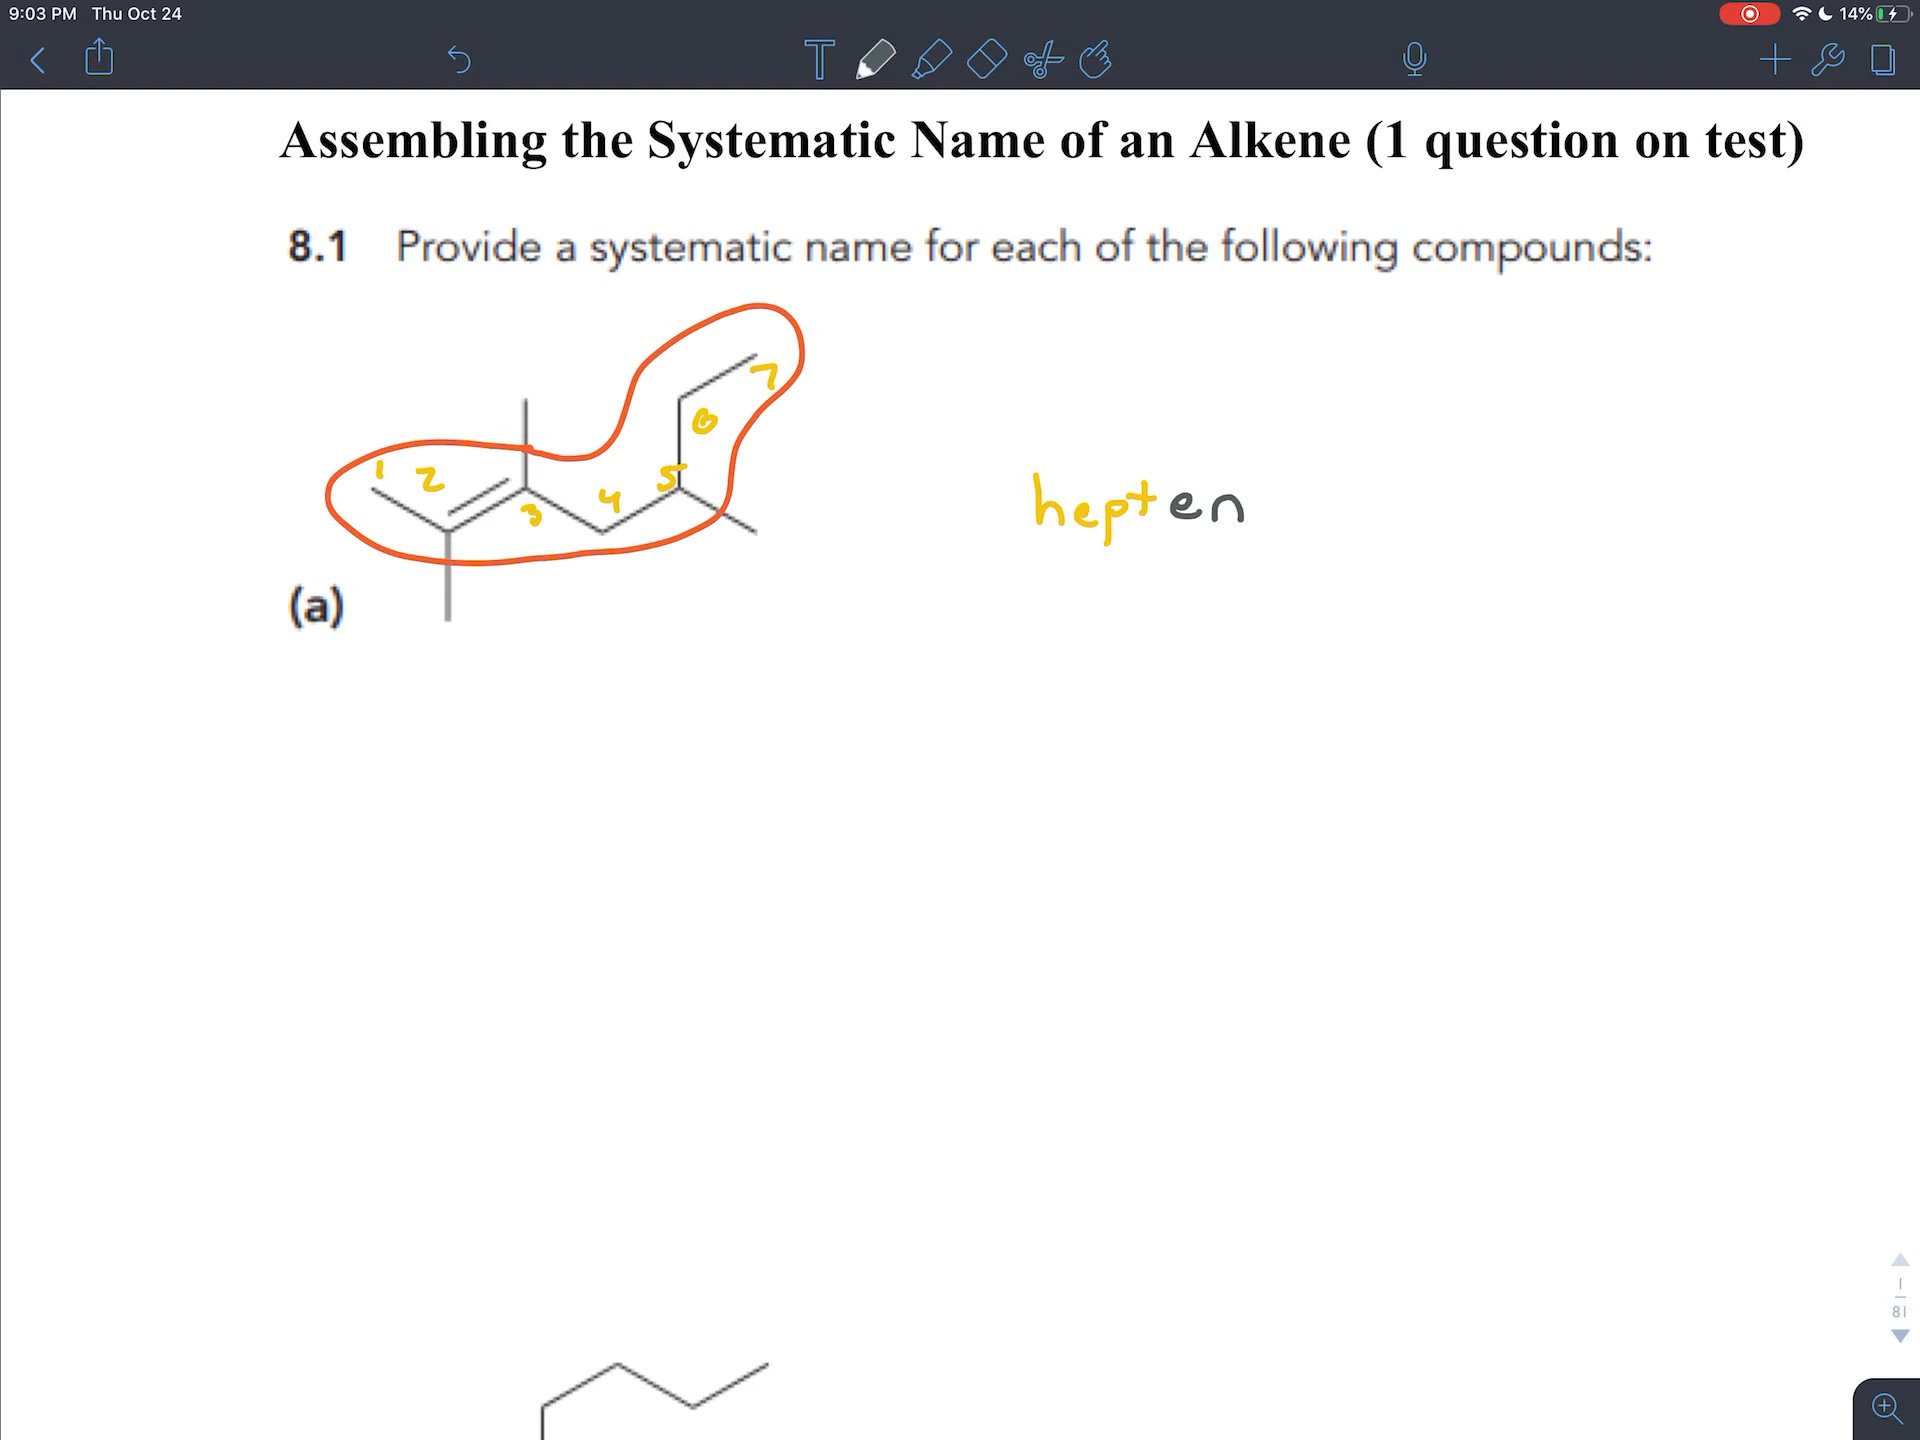 9:03 PM Thu Oct 24 14%
Assembling the Systematic Name of an Alkene (1 question on test)
8.1 Provide a systematic name for each of the following compounds:
1 2 3 4 5 6 7
hepten
(a)
1
81